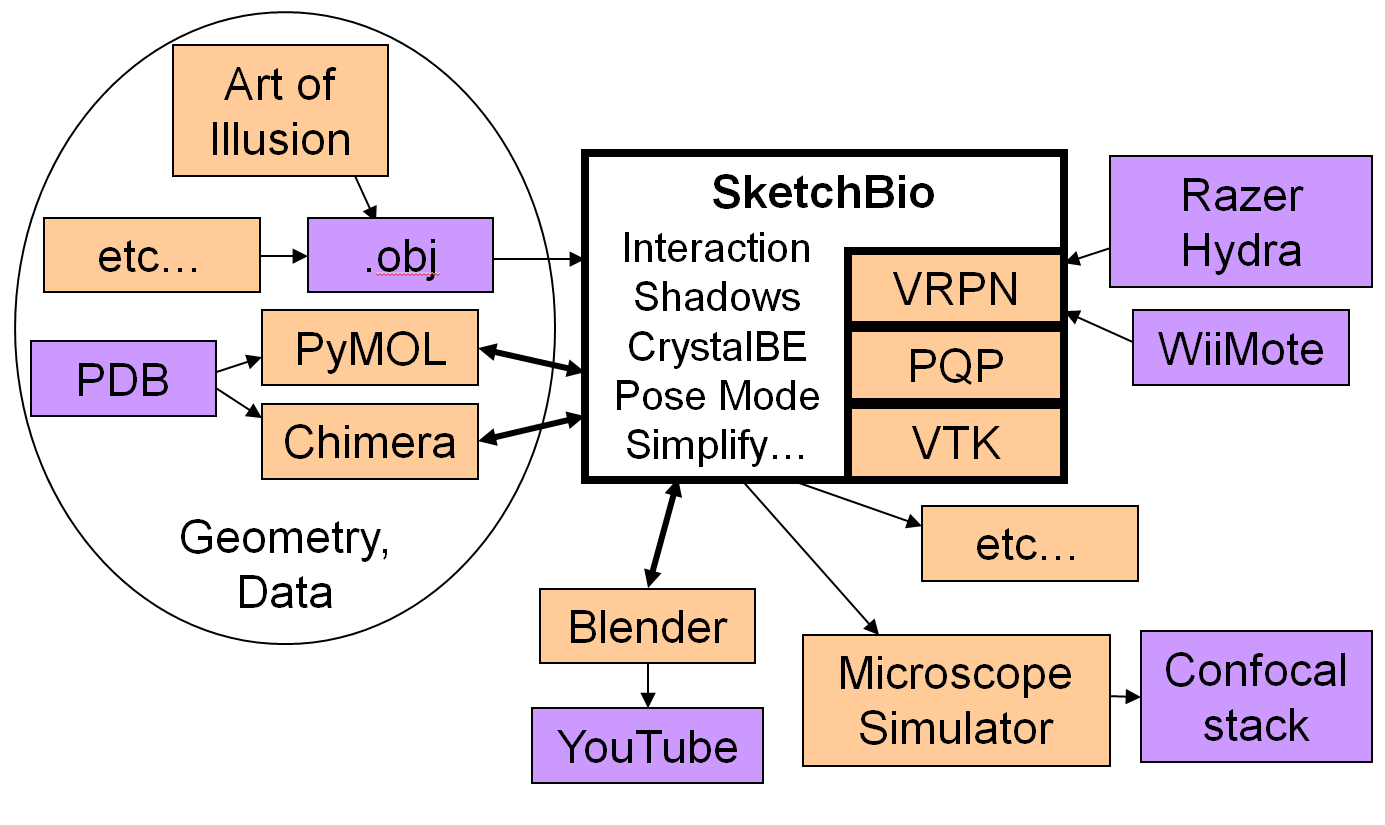 Art of
Illusion
etc...
.obj
PyMOL
PDB
Chimera
Geometry,
Data
SketchBio
Interaction
Shadows
CrystalBE
Pose Mode
Simplify...
VRPN
PQP
VTK
Razer
Hydra
WiiMote
etc...
Blender
YouTube
Microscope
Simulator
Confocal
stack